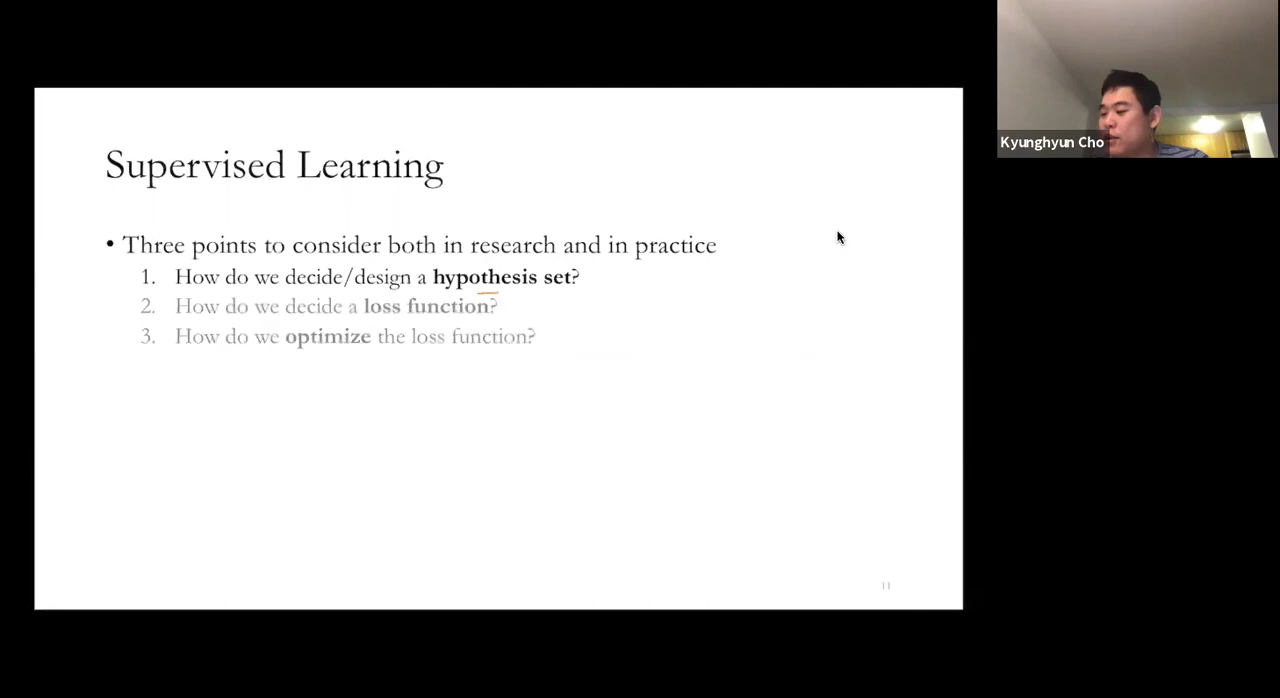 Supervised Learning
• Three points to consider both in research and in practice
1. How do we decide/design a hypothesis set?
2. How do we decide a loss function?
3. How do we optimize the loss function?
11
Kyunghyun Cho